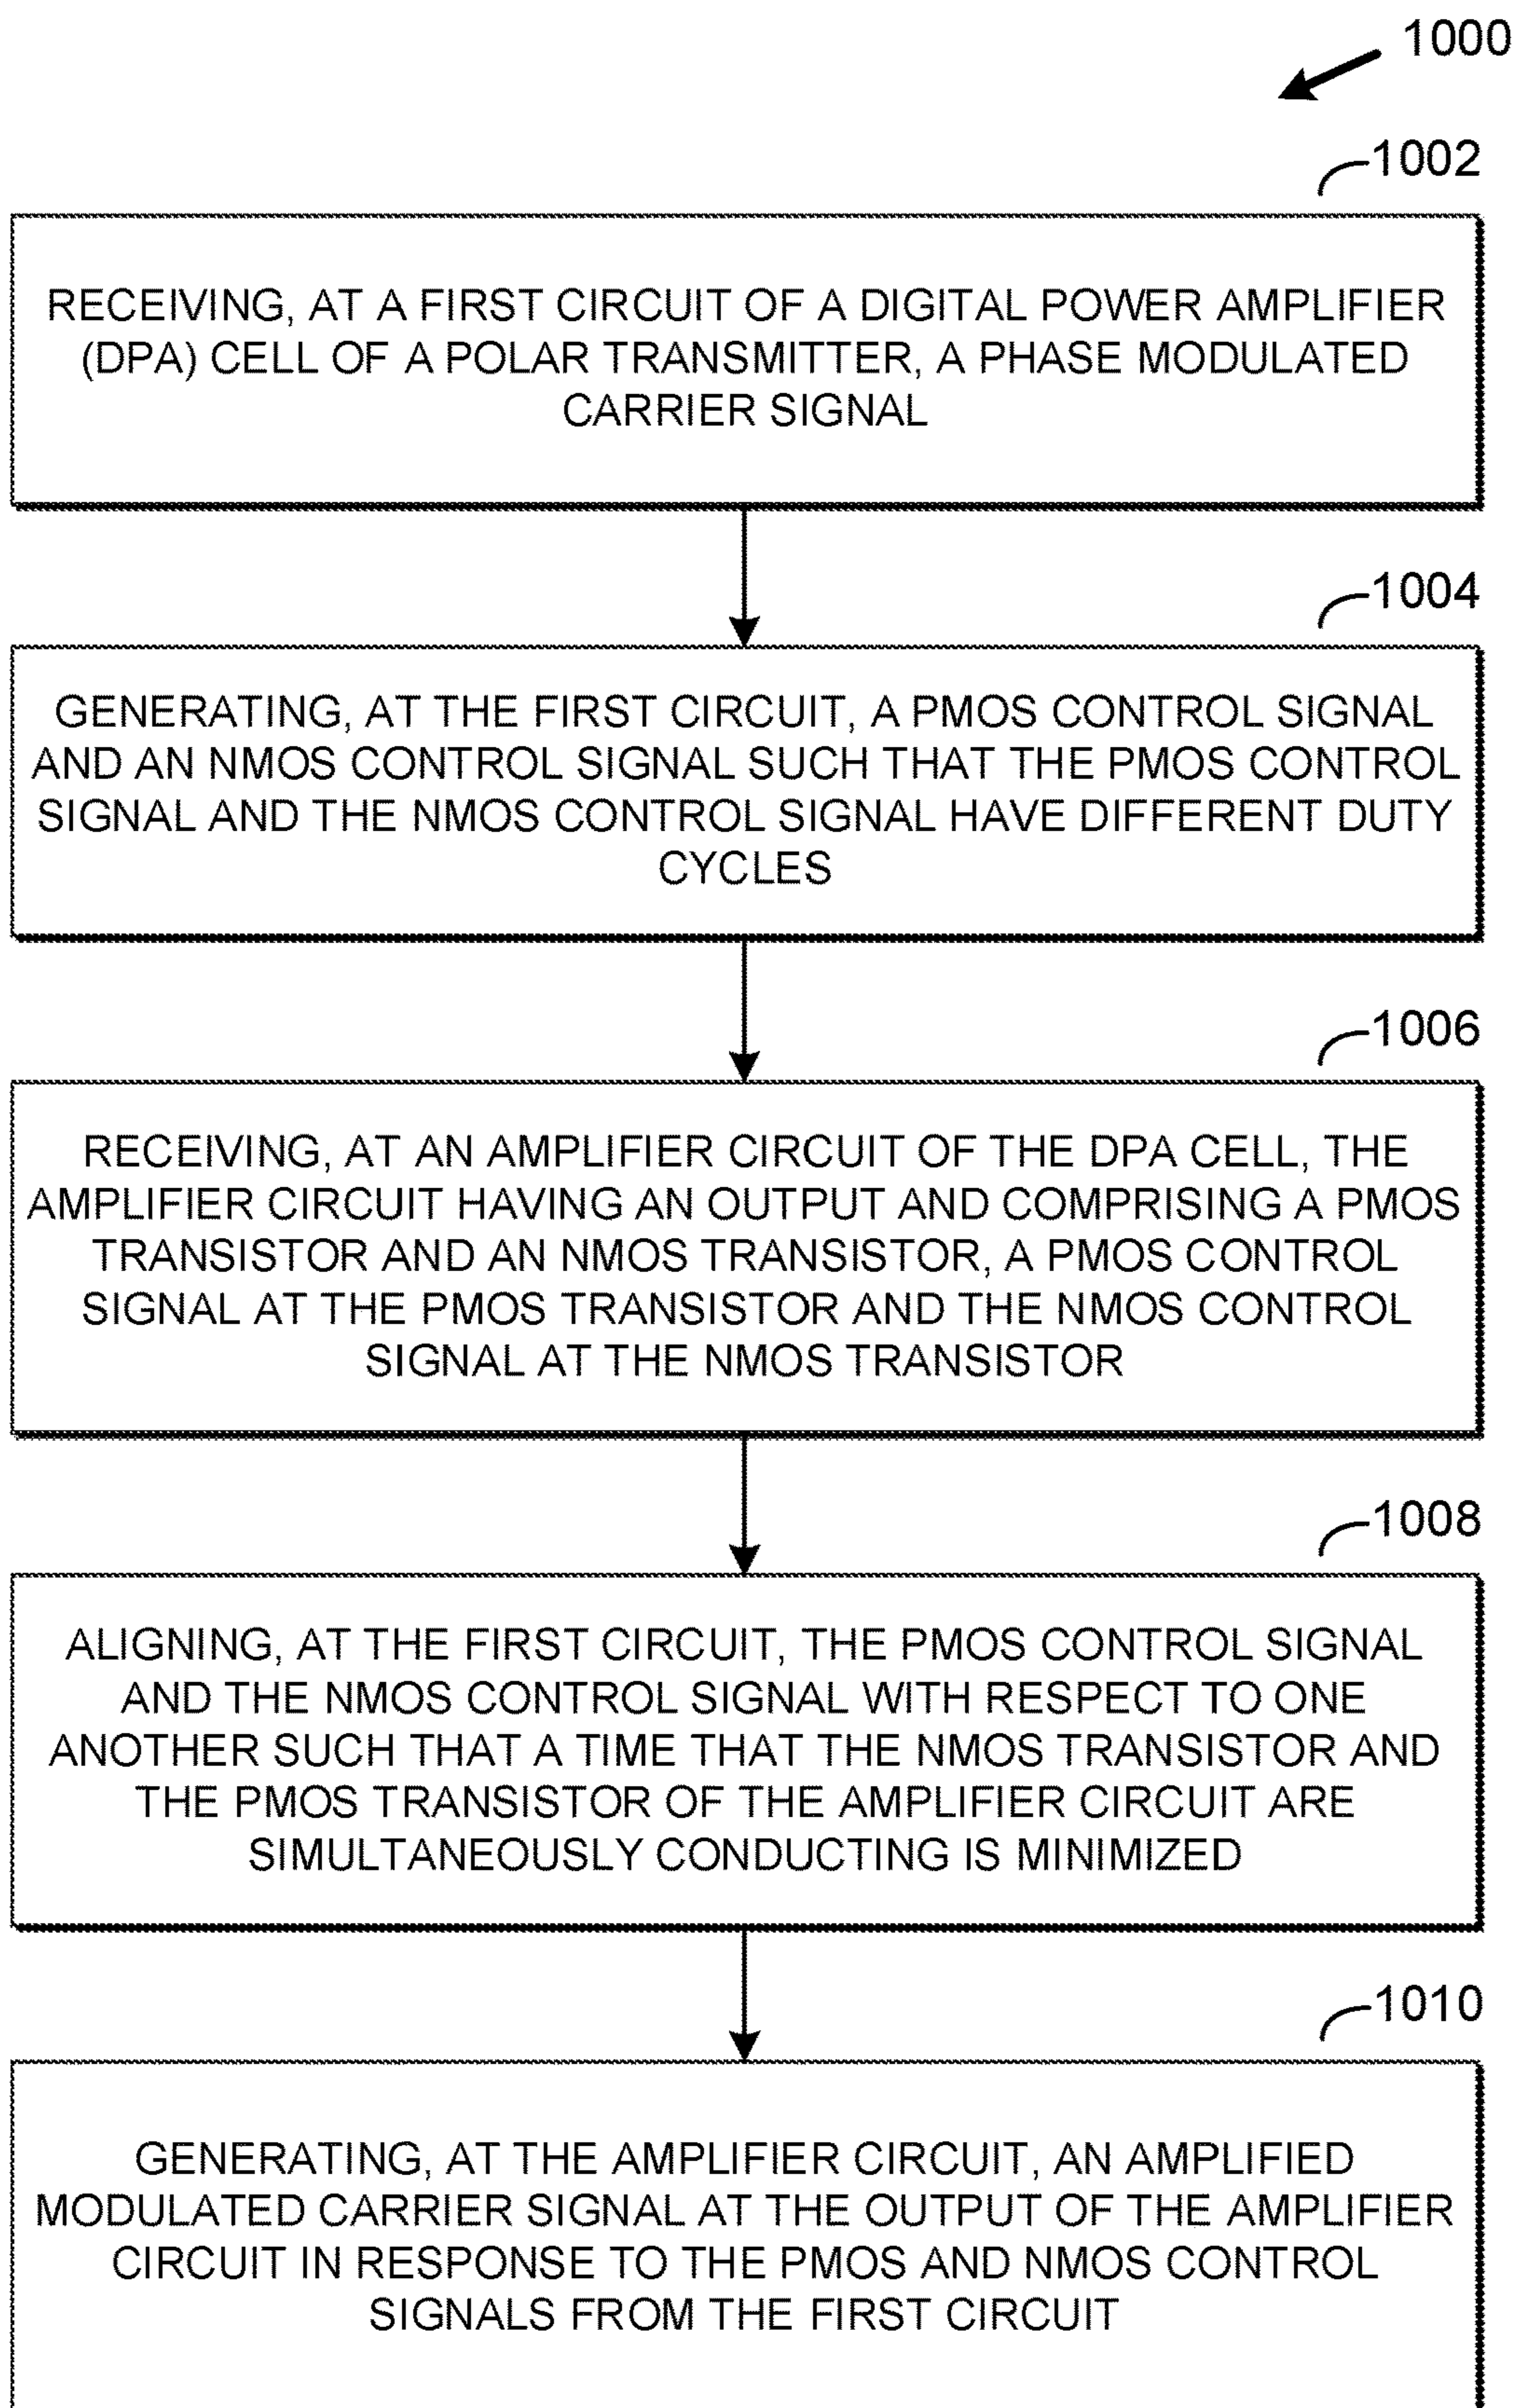 1000
1002
RECEIVING, AT A FIRST CIRCUIT OF A DIGITAL POWER AMPLIFIER
(DPA) CELL OF A POLAR TRANSMITTER, A PHASE MODULATED
CARRIER SIGNAL
1004
GENERATING, AT THE FIRST CIRCUIT, A PMOS CONTROL SIGNAL
AND AN NMOS CONTROL SIGNAL SUCH THAT THE PMOS CONTROL
SIGNAL AND THE NMOS CONTROL SIGNAL HAVE DIFFERENT DUTY
CYCLES
1006
RECEIVING, AT AN AMPLIFIER CIRCUIT OF THE DPA CELL, THE
AMPLIFIER CIRCUIT HAVING AN OUTPUT AND COMPRISING A PMOS
TRANSISTOR AND AN NMOS TRANSISTOR, A PMOS CONTROL
SIGNAL AT THE PMOS TRANSISTOR AND THE NMOS CONTROL
SIGNAL AT THE NMOS TRANSISTOR
1008
ALIGNING, AT THE FIRST CIRCUIT, THE PMOS CONTROL SIGNAL
AND THE NMOS CONTROL SIGNAL WITH RESPECT TO ONE
ANOTHER SUCH THAT A TIME THAT THE NMOS TRANSISTOR AND
THE PMOS TRANSISTOR OF THE AMPLIFIER CIRCUIT ARE
SIMULTANEOUSLY CONDUCTING IS MINIMIZED
1010
GENERATING, AT THE AMPLIFIER CIRCUIT, AN AMPLIFIED
MODULATED CARRIER SIGNAL AT THE OUTPUT OF THE AMPLIFIER
CIRCUIT IN RESPONSE TO THE PMOS AND NMOS CONTROL
SIGNALS FROM THE FIRST CIRCUIT